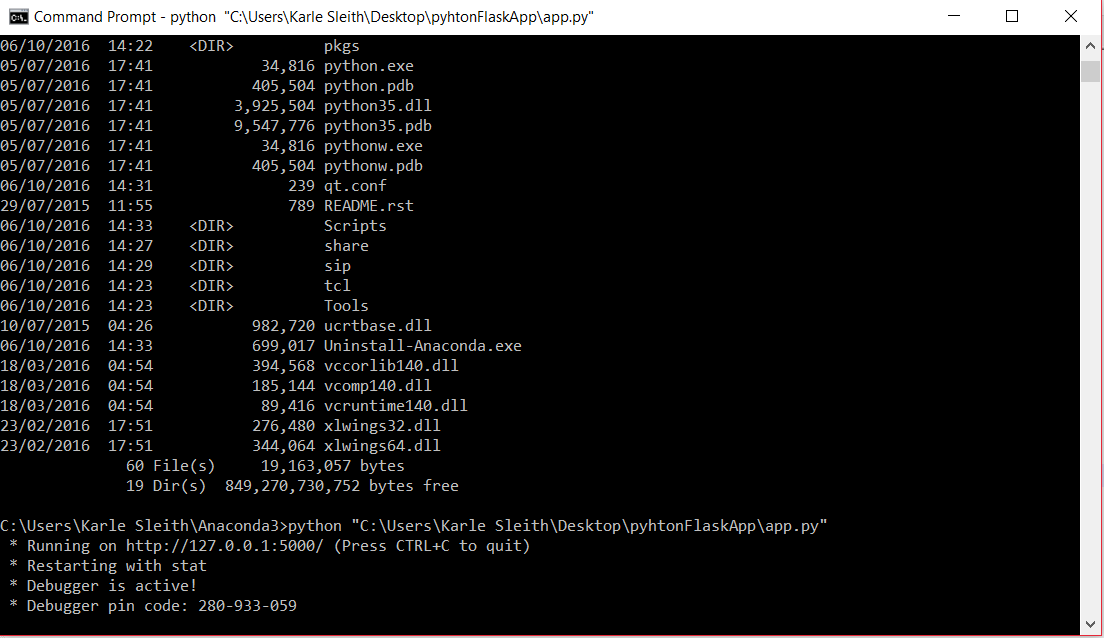 Command Prompt - python  "C:\Users\Karle Sleith\Desktop\pyhtonFlaskApp\app.py"
06/10/2016  14:22    <DIR>          pkgs
05/07/2016  17:41            34,816 python.exe
05/07/2016  17:41           405,504 python.pdb
05/07/2016  17:41         3,925,504 python35.dll
05/07/2016  17:41         9,547,776 python35.pdb
05/07/2016  17:41            34,816 pythonw.exe
05/07/2016  17:41           405,504 pythonw.pdb
06/10/2016  14:31               239 qt.conf
29/07/2015  11:55               789 README.rst
06/10/2016  14:33    <DIR>          Scripts
06/10/2016  14:27    <DIR>          share
06/10/2016  14:29    <DIR>          sip
06/10/2016  14:23    <DIR>          tcl
06/10/2016  14:23    <DIR>          Tools
10/07/2015  04:26           982,720 ucrtbase.dll
06/10/2016  14:33           699,017 Uninstall-Anaconda.exe
18/03/2016  04:54           394,568 vccorlib140.dll
18/03/2016  04:54           185,144 vcomp140.dll
18/03/2016  04:54            89,416 vcruntime140.dll
23/02/2016  17:51           276,480 xlwings32.dll
23/02/2016  17:51           344,064 xlwings64.dll
              60 File(s)     19,163,057 bytes
              19 Dir(s)  849,270,730,752 bytes free
C:\Users\Karle Sleith\Anaconda3>python "C:\Users\Karle Sleith\Desktop\pyhtonFlaskApp\app.py"
 * Running on http://127.0.0.1:5000/ (Press CTRL+C to quit)
 * Restarting with stat
 * Debugger is active!
 * Debugger pin code: 280-933-059